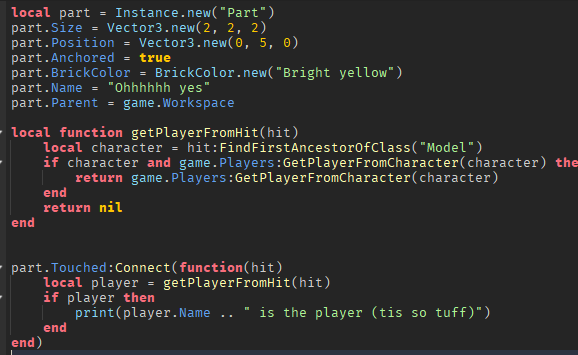 local part = Instance.new("Part")
part.Size = Vector3.new(2, 2, 2)
part.Position = Vector3.new(0, 5, 0)
part.Anchored = true
part.BrickColor = BrickColor.new("Bright yellow")
part.Name = "Ohhhhhh yes"
part.Parent = game.Workspace

local function getPlayerFromHit(hit)
    local character = hit:FindFirstAncestorOfClass("Model")
    if character and game.Players:GetPlayerFromCharacter(character) the
        return game.Players:GetPlayerFromCharacter(character)
    end
    return nil
end


part.Touched:Connect(function(hit)
    local player = getPlayerFromHit(hit)
    if player then
        print(player.Name .. " is the player (tis so tuff)")
    end
end)